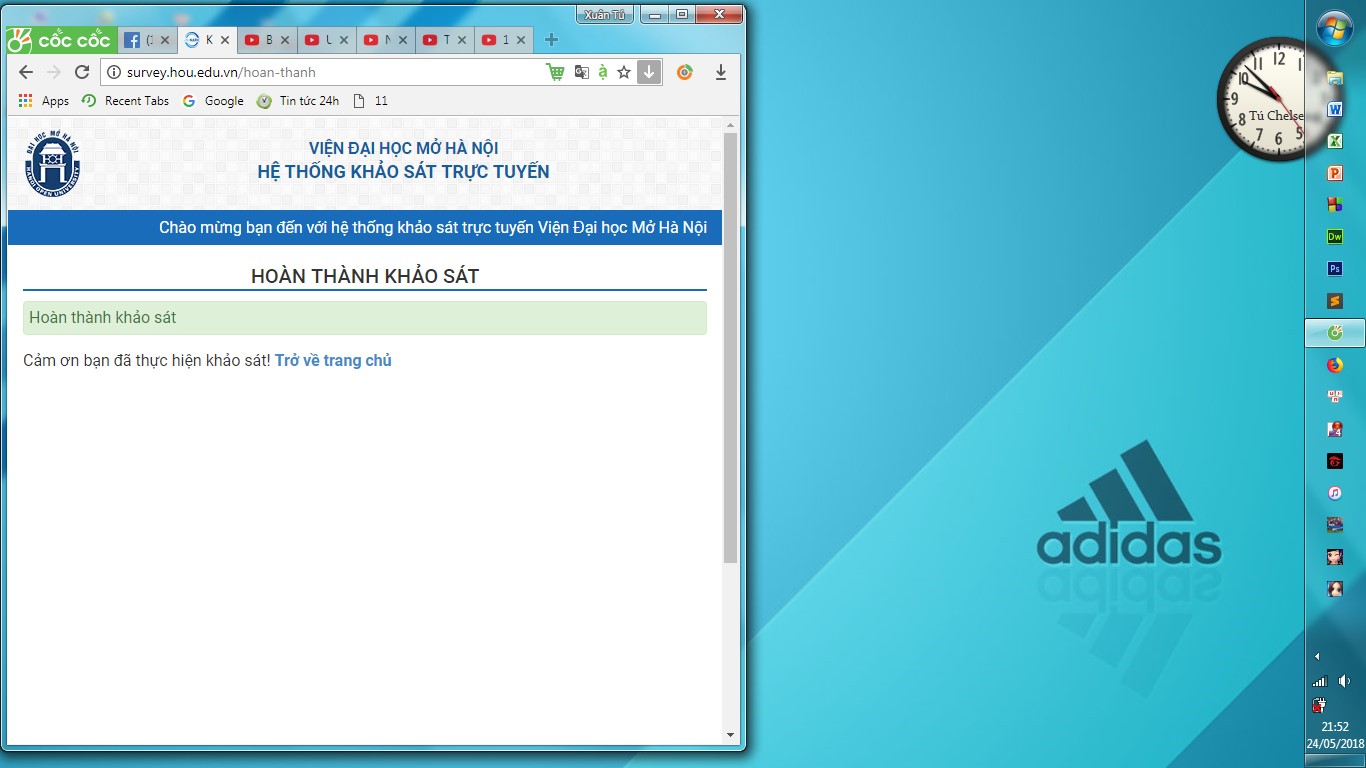 Xuân Tú
cốc cốc
(1
K
B
U
N
T
1
survey.hou.edu.vn/hoan-thanh
Apps
Recent Tabs
Google
Tin tức 24h
11
ĐẠI HỌC MỞ HÀ NỘI
HANOI OPEN UNIVERSITY
VIỆN ĐẠI HỌC MỞ HÀ NỘI
HỆ THỐNG KHẢO SÁT TRỰC TUYẾN
Chào mừng bạn đến với hệ thống khảo sát trực tuyến Viện Đại học Mở Hà Nội
HOÀN THÀNH KHẢO SÁT
Hoàn thành khảo sát
Cảm ơn bạn đã thực hiện khảo sát! Trở về trang chủ
12
11
10
9
8
7
6
5
Tú Chelse
adidas
Dw
Ps
21:52
24/05/2018